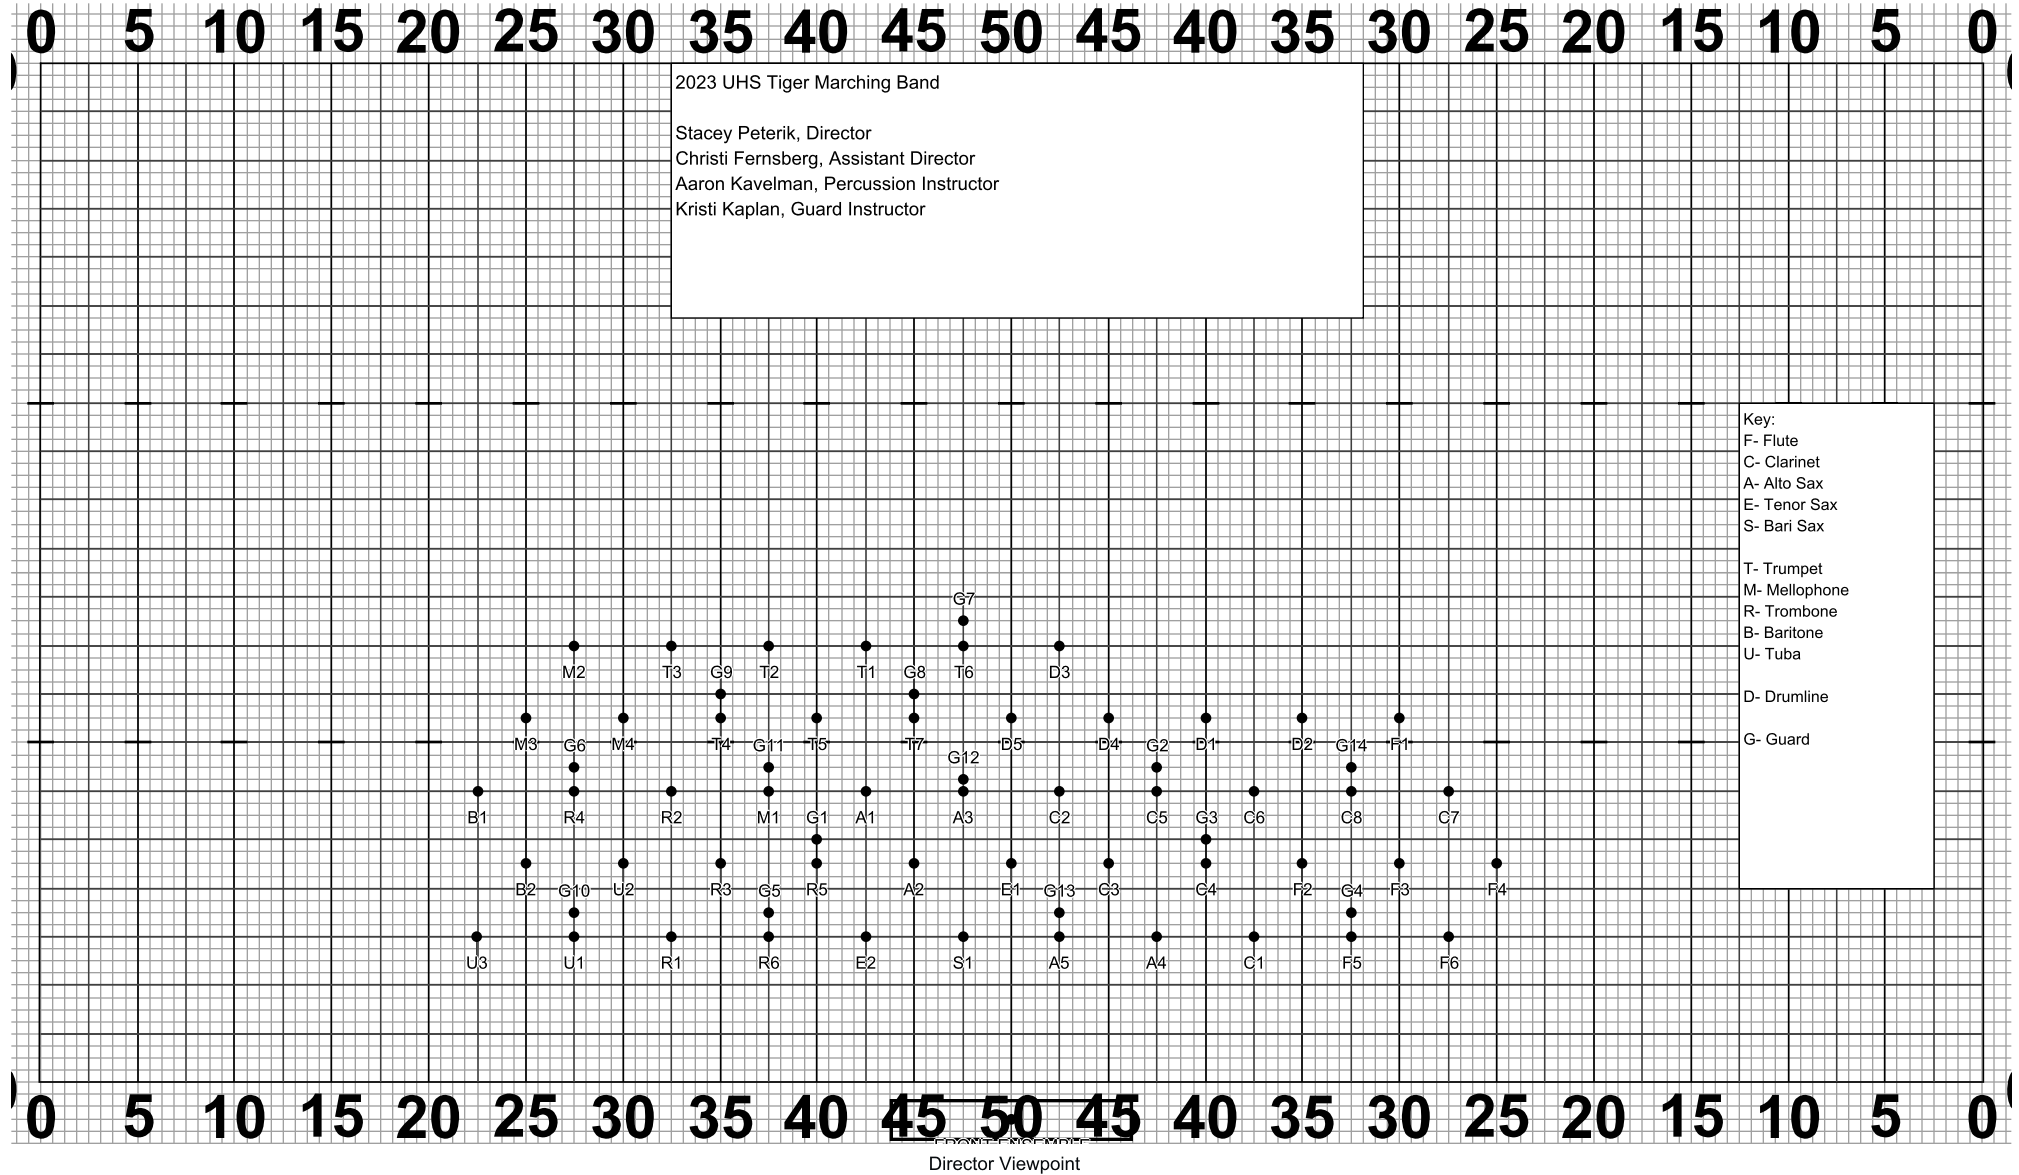 0 5 10 15 20 25 30 35 40 45 50 45 40 35 30 25 20 15 10 5 0
2023 UHS Tiger Marching Band
Stacey Peterik, Director
Christi Fernsberg, Assistant Director
Aaron Kavelman, Percussion Instructor
Kristi Kaplan, Guard Instructor
Key:
F- Flute
C- Clarinet
A- Alto Sax
E- Tenor Sax
S- Bari Sax
T- Trumpet
M- Mellophone
R- Trombone
B- Baritone
U- Tuba
D- Drumline
G- Guard
G7
M2 T3 G9 T2 T1 G8 T6 D3
M3 G6 M4 T4 G11 T5 T7 D5 D4 G2 D1 D2 G14 F1
G12
B1 R4 R2 M1 G1 A1 A3 C2 C5 G3 C6 C8 C7
B2 G10 U2 R3 G5 R5 A2 E1 G13 C3 C4 F2 G4 F3 F4
U3 U1 R1 R6 E2 S1 A5 A4 C1 F5 F6
0 5 10 15 20 25 30 35 40 45 50 45 40 35 30 25 20 15 10 5 0
FRONT ENSEMBLE
Director Viewpoint